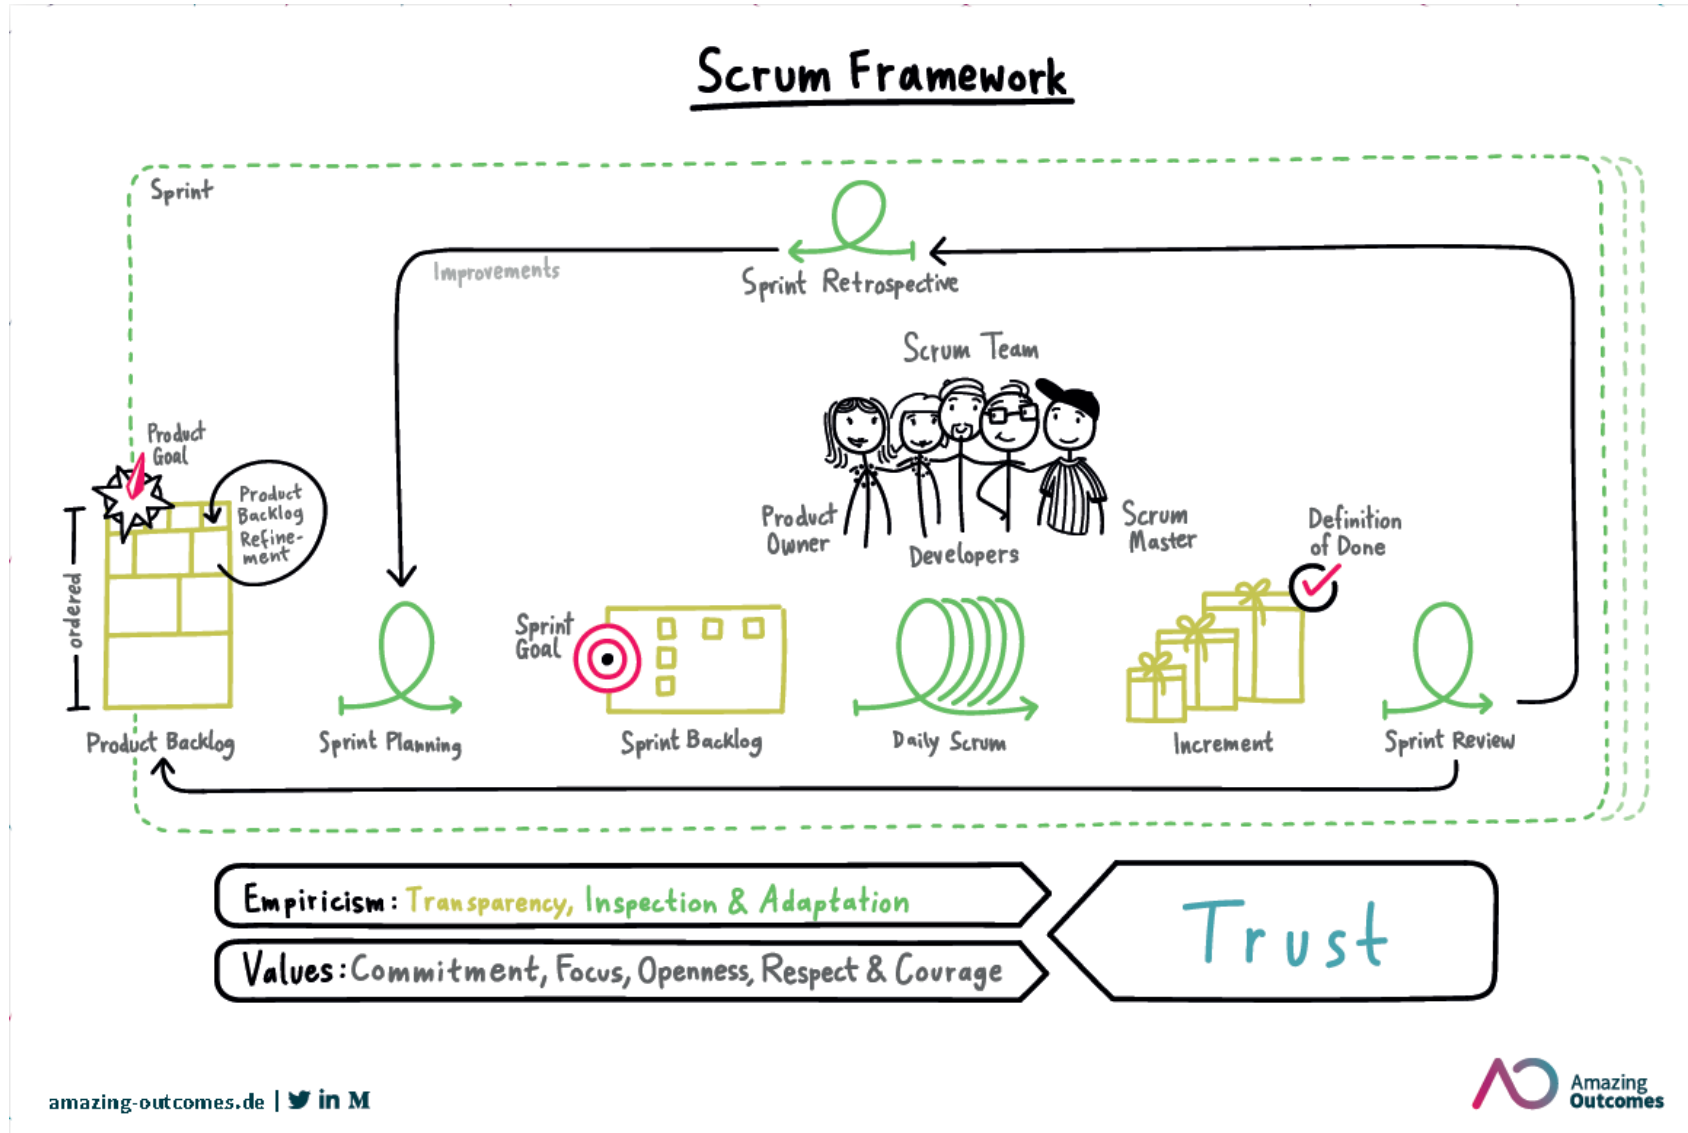 Scrum Framework
Sprint
Improvements
Sprint Retrospective
Scrum Team
Product
Goal
Product
Backlog
Refine-
ment
ordered
Product
Owner
Developers
Scrum
Master
Definition
of Done
Sprint
Goal
Product Backlog
Sprint Planning
Sprint Backlog
Daily Scrum
Increment
Sprint Review
Empiricism: Transparency, Inspection & Adaptation
Values: Commitment, Focus, Openness, Respect & Courage
Trust
amazing-outcomes.de |
Amazing
Outcomes